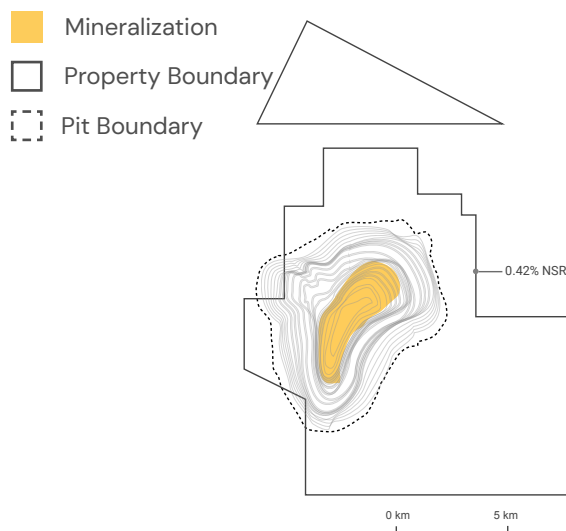 Mineralization
Property Boundary
Pit Boundary
0.42% NSR
0 km 5 km